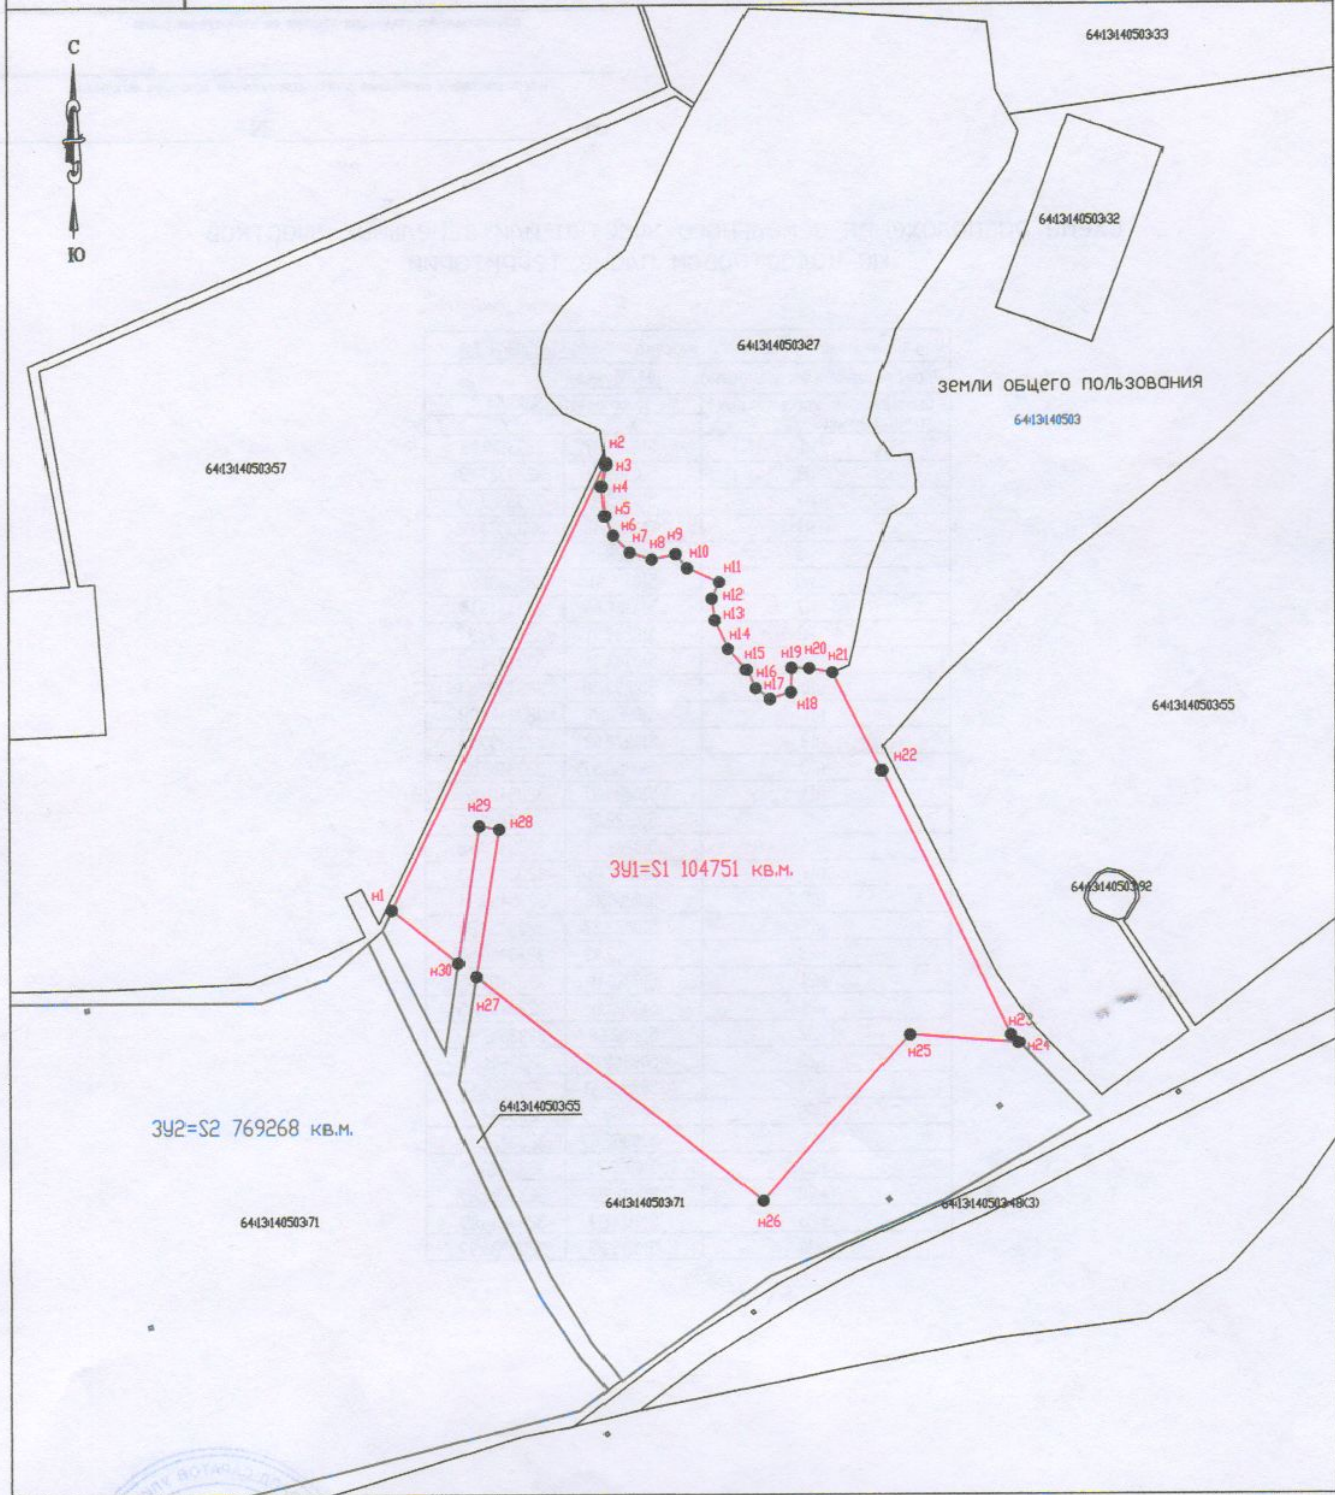 С
64:13:140503:33
64:13:140503:32
Ю
64:13:140503:27
земли общего пользования
64:13:140503
64:13:140503:57
н2
н3
н4
н5
н6
н7
н8
н9
н10
н11
н12
н13
н14
н15
н16
н17
н18
н19
н20
н21
64:13:140503:55
н22
н29
н28
ЗУ1=S1 104751 кв.м.
64:13:140503:92
н1
н30
н27
н23
н24
н25
64:13:140503:55
ЗУ2=S2 769268 кв.м.
64:13:140503:71
64:13:140503:48(3)
н26
64:13:140503:71